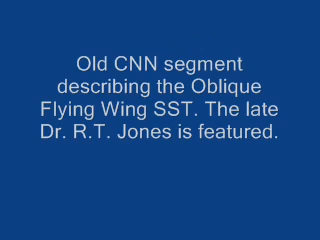 Old CNN segment
describing the Oblique
Flying Wing SST. The late
Dr. R.T. Jones is featured.